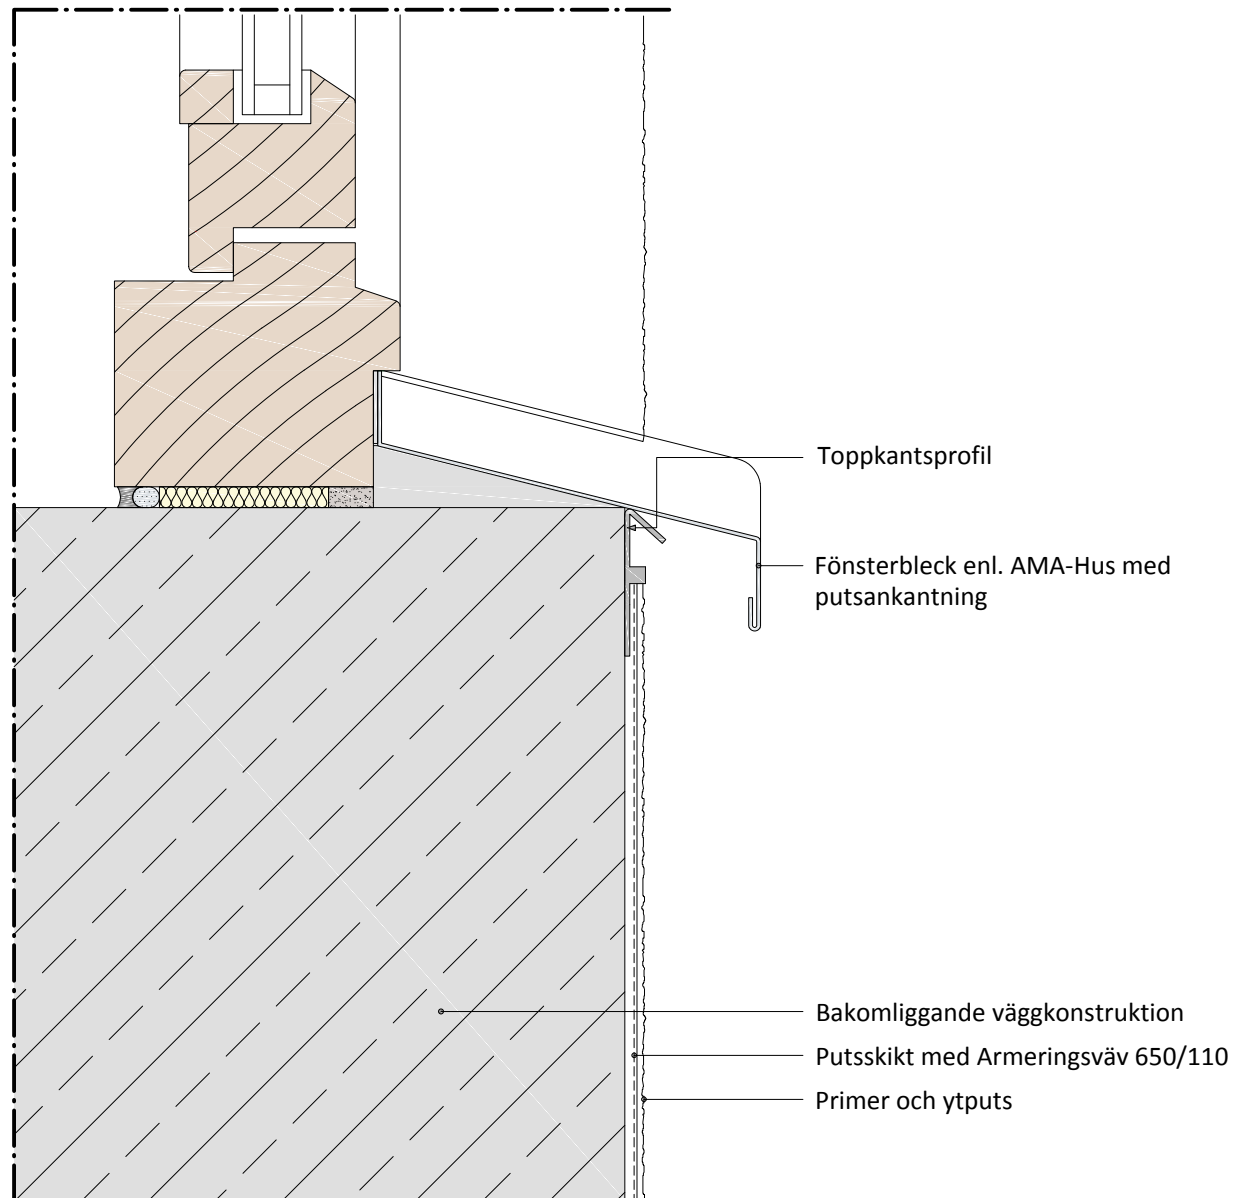 Toppkantsprofil
Fönsterbleck enl. AMA-Hus med
putsankantning
Bakomliggande väggkonstruktion
Putsskikt med Armeringsväv 650/110
Primer och ytputs